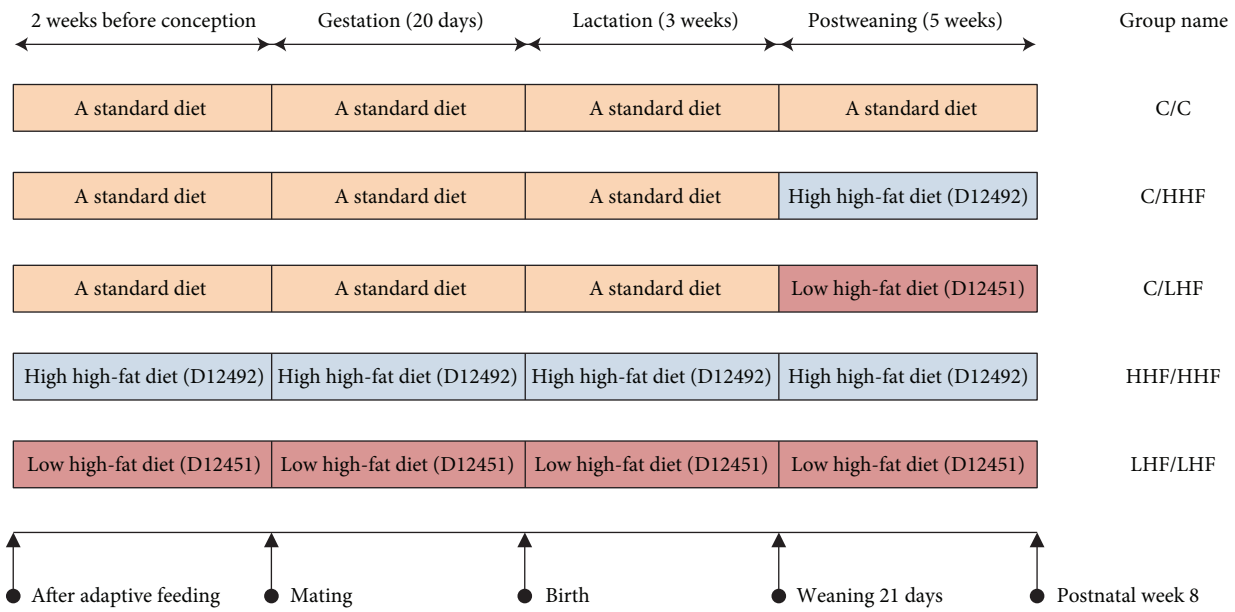 2 weeks before conception Gestation (20 days) Lactation (3 weeks) Postweaning (5 weeks) Group name
A standard diet A standard diet A standard diet A standard diet C/C
A standard diet A standard diet A standard diet High high-fat diet (D12492) C/HHF
A standard diet A standard diet A standard diet Low high-fat diet (D12451) C/LHF
High high-fat diet (D12492) High high-fat diet (D12492) High high-fat diet (D12492) High high-fat diet (D12492) HHF/HHF
Low high-fat diet (D12451) Low high-fat diet (D12451) Low high-fat diet (D12451) Low high-fat diet (D12451) LHF/LHF
After adaptive feeding Mating Birth Weaning 21 days Postnatal week 8